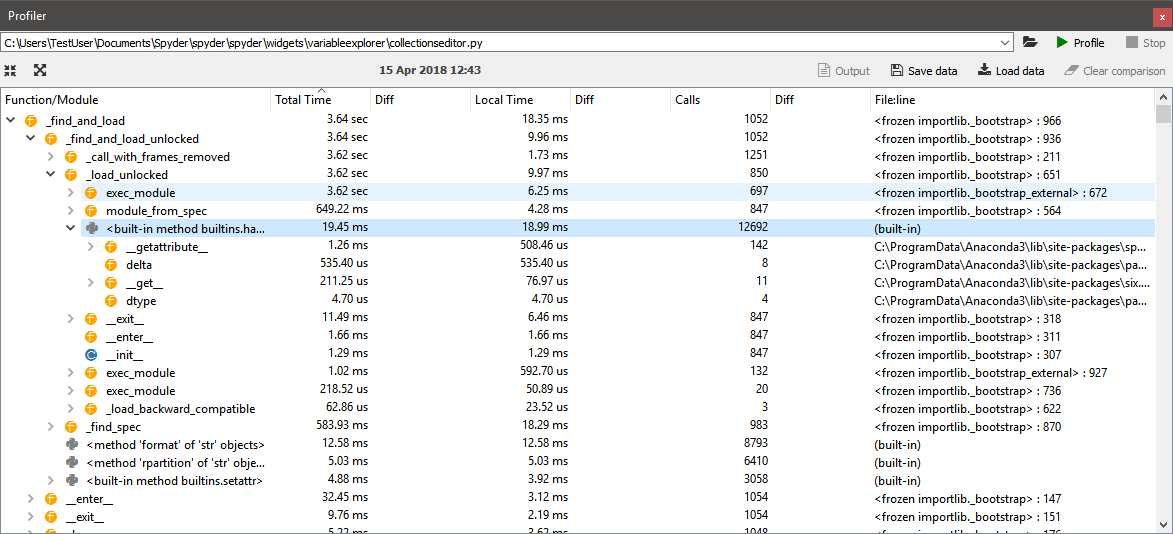 Profiler
C:\Users\TestUser\Documents\Spyder\spyder\spyder\widgets\variableexplorer\collectionseditor.py Profile Stop
15 Apr 2018 12:43 Output Save data Load data Clear comparison
Function/Module Total Time Diff Local Time Diff Calls Diff File:line
_find_and_load 3.64 sec 18.35 ms 1052 <frozen importlib._bootstrap> : 966
_find_and_load_unlocked 3.64 sec 9.96 ms 1052 <frozen importlib._bootstrap> : 936
_call_with_frames_removed 3.62 sec 1.73 ms 1251 <frozen importlib._bootstrap> : 211
_load_unlocked 3.62 sec 9.97 ms 850 <frozen importlib._bootstrap> : 651
exec_module 3.62 sec 6.25 ms 697 <frozen importlib._bootstrap_external> : 672
module_from_spec 649.22 ms 4.28 ms 847 <frozen importlib._bootstrap> : 564
<built-in method builtins.ha... 19.45 ms 18.99 ms 12692 (built-in)
__getattribute__ 1.26 ms 508.46 us 142 C:\ProgramData\Anaconda3\lib\site-packages\sp...
delta 535.40 us 535.40 us 8 C:\ProgramData\Anaconda3\lib\site-packages\pa...
__get__ 211.25 us 76.97 us 11 C:\ProgramData\Anaconda3\lib\site-packages\six....
dtype 4.70 us 4.70 us 4 C:\ProgramData\Anaconda3\lib\site-packages\pa...
__exit__ 11.49 ms 6.46 ms 847 <frozen importlib._bootstrap> : 318
__enter__ 1.66 ms 1.66 ms 847 <frozen importlib._bootstrap> : 311
__init__ 1.29 ms 1.29 ms 847 <frozen importlib._bootstrap> : 307
exec_module 1.02 ms 592.70 us 132 <frozen importlib._bootstrap_external> : 927
exec_module 218.52 us 50.89 us 20 <frozen importlib._bootstrap> : 736
_load_backward_compatible 62.86 us 23.52 us 3 <frozen importlib._bootstrap> : 622
_find_spec 583.93 ms 18.29 ms 983 <frozen importlib._bootstrap> : 870
<method 'format' of 'str' objects> 12.58 ms 12.58 ms 8793 (built-in)
<method 'rpartition' of 'str' obje... 5.03 ms 5.03 ms 6410 (built-in)
<built-in method builtins.setattr> 4.88 ms 3.92 ms 3058 (built-in)
__enter__ 32.45 ms 3.12 ms 1054 <frozen importlib._bootstrap> : 147
__exit__ 9.76 ms 2.19 ms 1054 <frozen importlib._bootstrap> : 151